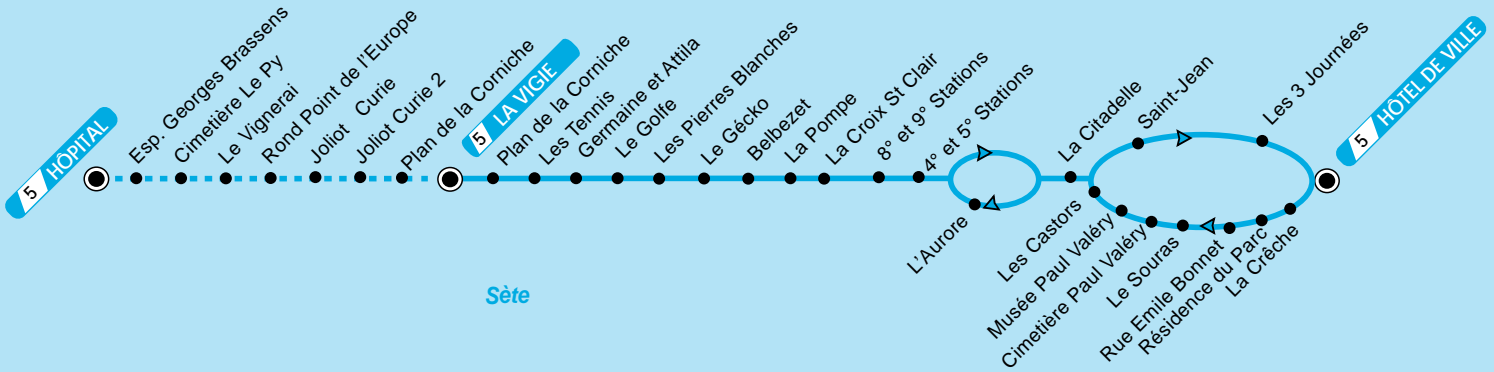 5 HÔPITAL
Esp. Georges Brassens
Cimetière Le Py
Le Vignerai
Rond Point de l'Europe
Joliot Curie
Joliot Curie 2
Plan de la Corniche
5 LA VIGIE
Plan de la Corniche
Les Tennis
Germaine et Attila
Le Golfe
Les Pierres Blanches
Le Gécko
Belbezet
La Pompe
La Croix St Clair
8° et 9° Stations
4° et 5° Stations
L'Aurore
La Citadelle
Saint-Jean
Les 3 Journées
5 HÔTEL DE VILLE
Les Castors
Musée Paul Valéry
Cimetière Paul Valéry
Le Souras
Rue Emile Bonnet
Résidence du Parc
La Crêche
Sète